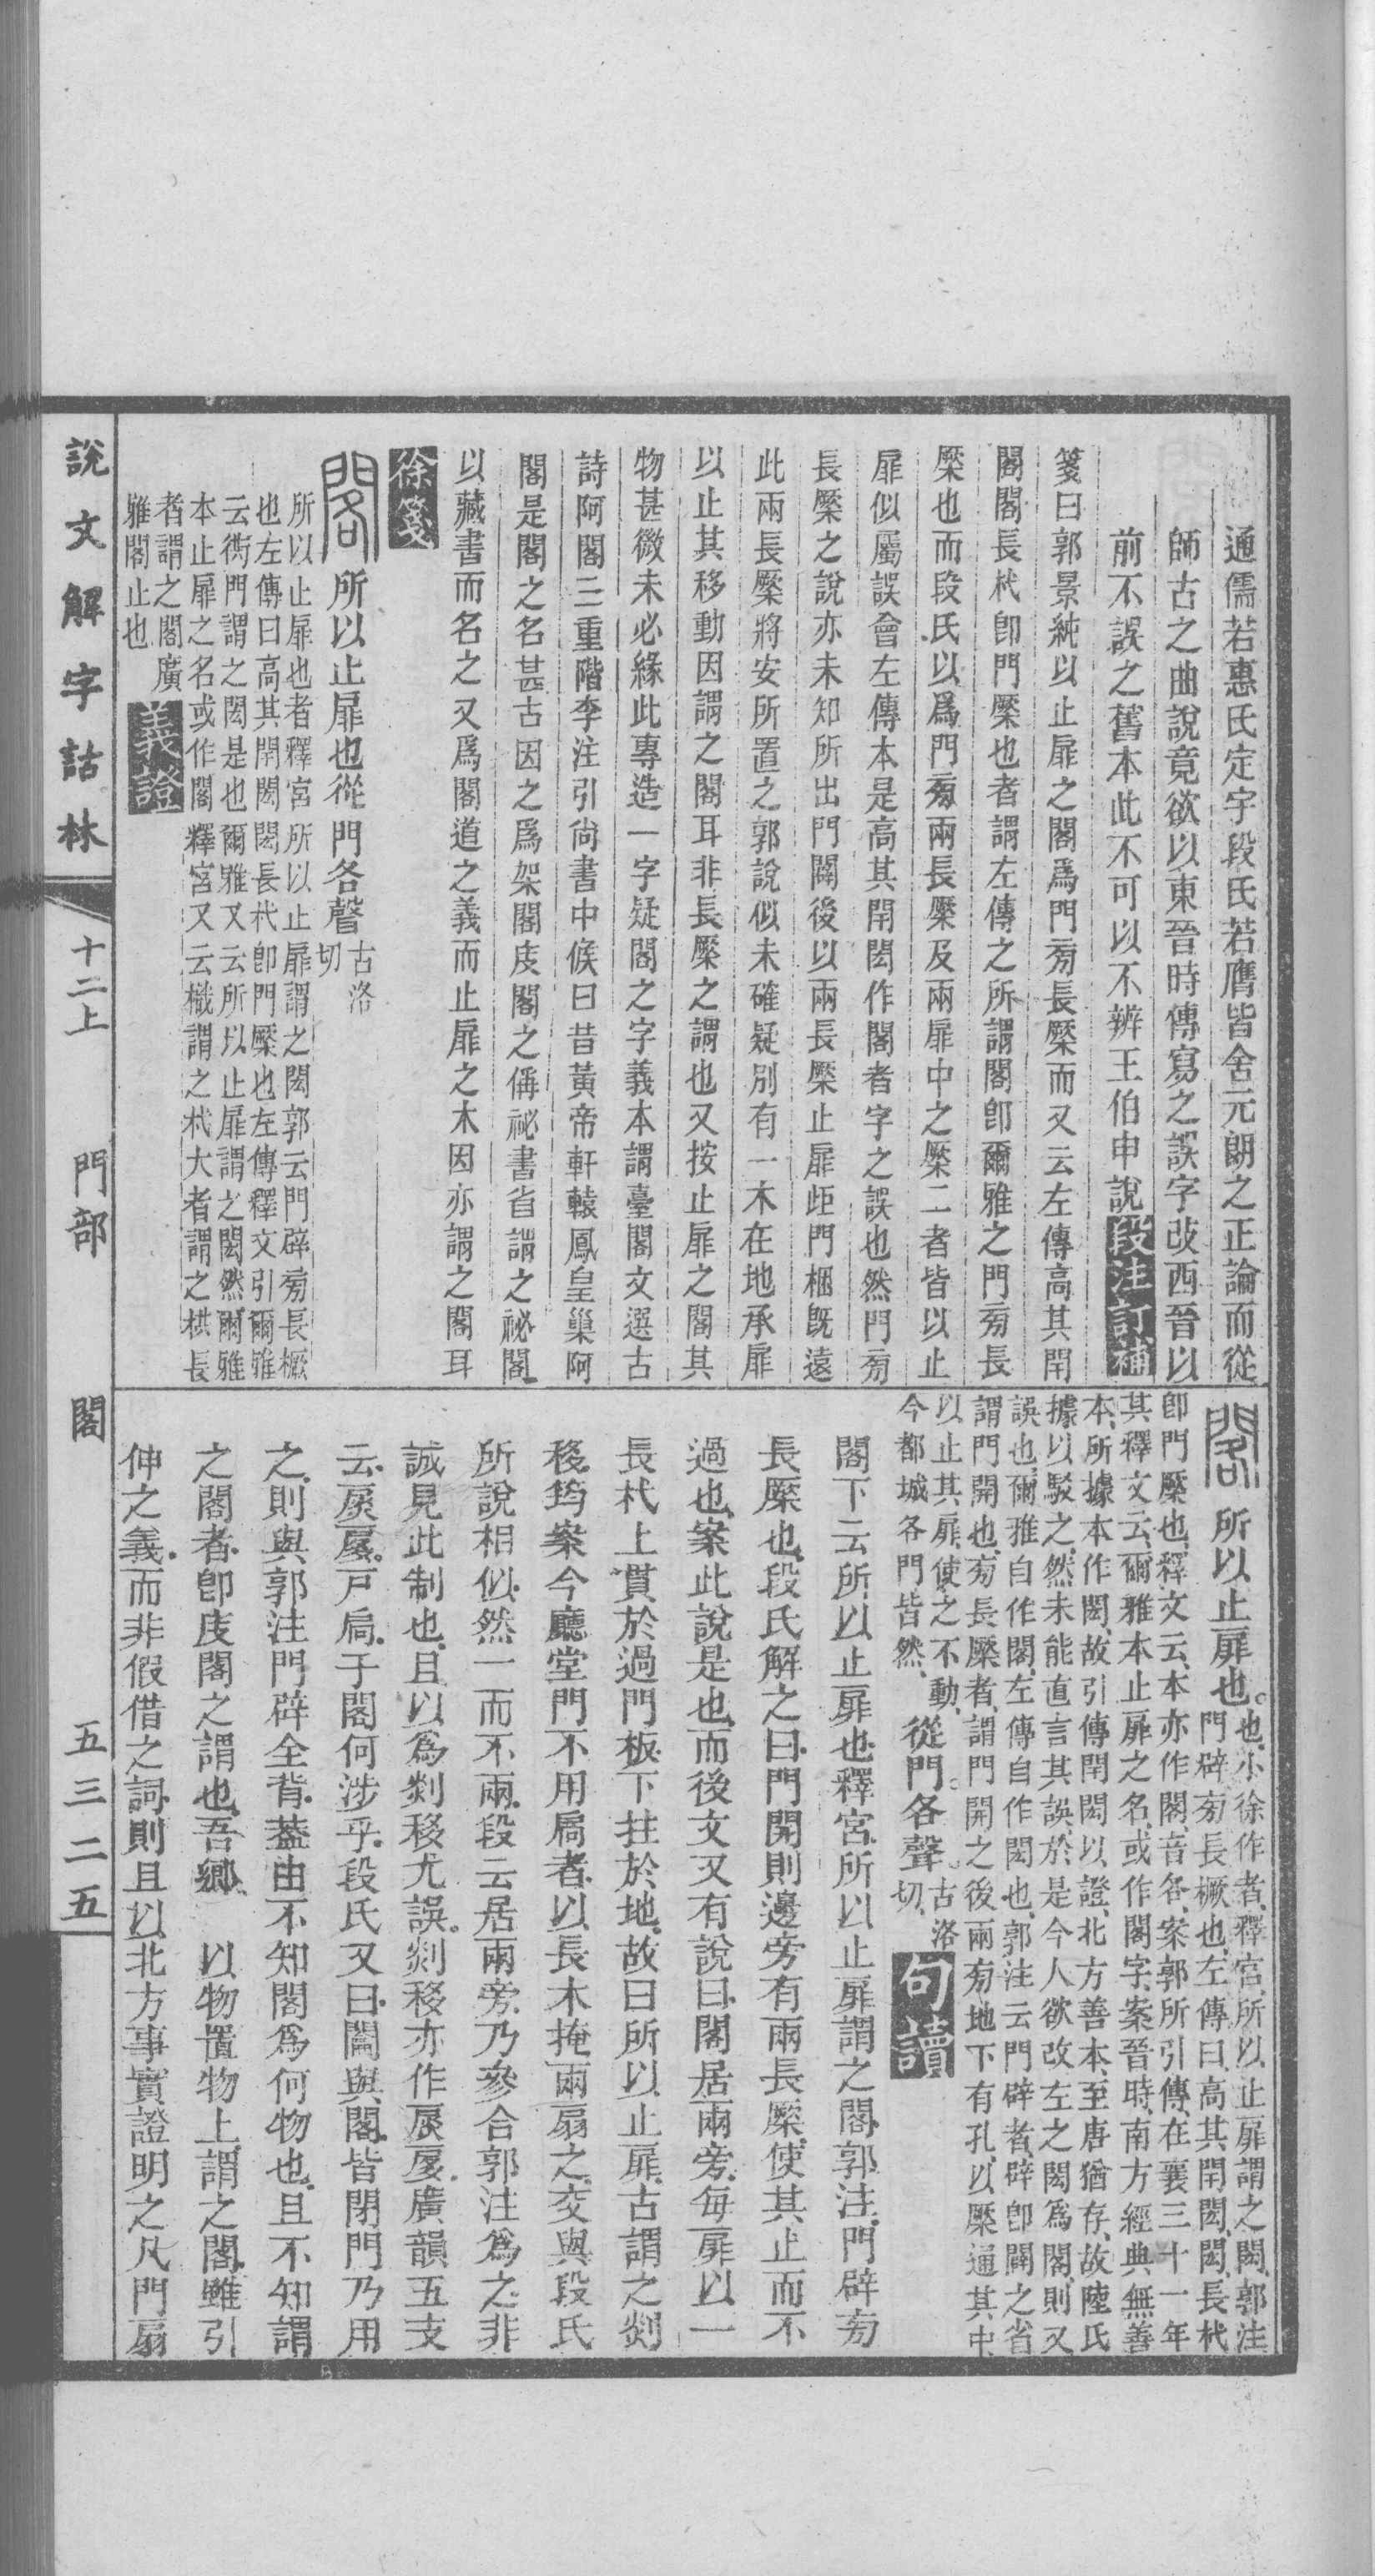 通儒若惠氏定宇段氏若膺皆舍元朗之正論而從
師古之曲說竟欲以東晉時傳寫之誤字改西晉以
前不誤之舊本此不可以不辨王伯申說段注訂補
箋曰郭景純以止扉之閣爲門旁長橜而又云左傳高其閈
閣閣長杙卽門橜也者謂左傳之所謂閣卽爾雅之門旁長
橜也而段氏以爲門旁兩長橜及兩扉中之橜二者皆以止
扉似屬誤會左傳本是高其閈閎作閣者字之誤也然門旁
長橜之說亦未知所出門闢後以兩長橜止扉歫門梱旣遠
此兩長橜將安所置之郭說似未確疑別有一木在地承扉
以止其移動因謂之閣耳非長橜之謂也又按止扉之閣其
物甚微未必緣此專造一字疑閣之字義本謂臺閣文選古
詩阿閣三重階李注引尙書中候曰昔黃帝軒轅鳳皇巢阿
閣是閣之名甚古因之爲架閣庋閣之偁祕書省謂之祕閣
以藏書而名之又爲閣道之義而止扉之木因亦謂之閣耳
徐箋
閣所以止扉也從門各聲古洛
切
所以止扉也者釋宮所以止扉謂之閎郭云門辟旁長橛
也左傳曰高其閈閎閎長杙卽門橜也左傳釋文引爾雅
云衖門謂之閎是也爾雅又云所以止扉謂之閎然爾雅
本止扉之名或作閣釋宮又云樴謂之杙大者謂之栱長
者謂之閣廣
雅閣止也
義證
閣所以止扉也。
也、小徐作者、釋宮、所以止扉謂之閎、郭注
門辟旁長橛也、左傳曰、高其閈閎、閎、長杙
卽門橜也、釋文云、本亦作閣、音各、案郭所引傳、在襄三十一年
其釋文云、爾雅本止扉之名、或作閣字、案晉時、南方經典無善
本、所據本作閎、故引傳閈閎以證、北方善本、至唐猶存、故陸氏
據以駁之、然未能直言其誤、於是今人欲改左之閎爲閣、則又
誤也、爾雅自作閣、左傳自作閎也、郭注云門辟者、辟卽闢之省
謂門開也、旁長橜者、謂門開之後、兩旁地下有孔、以橜通其中
以止其扉、使之不動、
今都城各門皆然、
從門。各聲。古洛
切、
句讀
閣下云所以止扉也、釋宮、所以止扉謂之閣、郭注、門辟旁
長橜也、段氏解之曰、門開則邊旁有兩長橜、使其止而不
過也、案此說是也、而後文又有說曰、閣居兩旁、每扉以一
長杙上貫於過門板、下拄於地、故曰所以止扉、古謂之剡
移、筠案今廳堂門不用扃者、以長木掩兩扇之交、與段氏
所說相似、然一而不兩、段云居兩旁、乃參合郭注爲之、非
誠見此制也、且以爲剡移尤誤、剡移亦作扊扅、廣韻五支
云、扊扅、戶扃、于閣何涉乎、段氏又曰、闔與閣、皆閉門乃用
之、則與郭注門辟全背、葢由不知閣爲何物也、且不知謂
之閣者、卽庋閣之謂也、吾鄉、以物置物上、謂之閣、雖引
伸之義、而非假借之詞、則且以北方事實證明之、凡門扇
說文解字詁林
十二上
門部
閣
五三二五